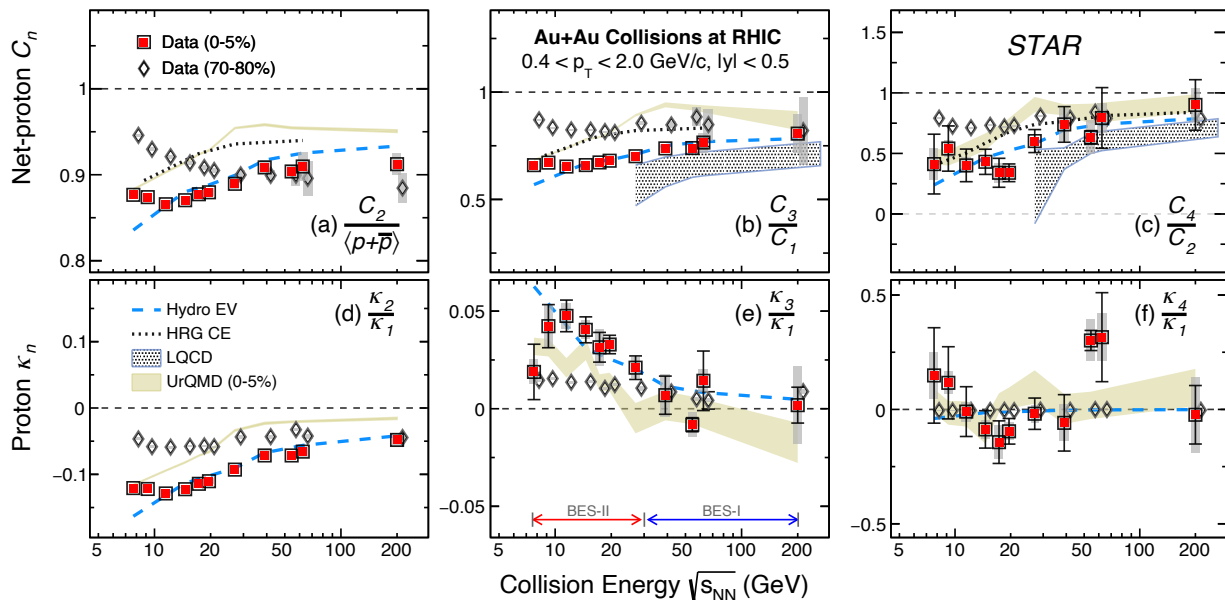 Net-proton Cn
Proton κn
Data (0-5%)
Data (70-80%)
1
0.9
0.8
(a) C2 / ⟨p+p̅⟩
Au+Au Collisions at RHIC
0.4 < pT < 2.0 GeV/c, |y| < 0.5
1
0.5
(b) C3 / C1
STAR
1.5
1
0.5
0
−0.5
(c) C4 / C2
Hydro EV
HRG CE
LQCD
UrQMD (0-5%)
0.1
0
−0.1
(d) κ2 / κ1
5 10 20 50 100 200
0.05
0
−0.05
(e) κ3 / κ1
BES-II
BES-I
5 10 20 50 100 200
0.5
0
−0.5
(f) κ4 / κ1
5 10 20 50 100 200
Collision Energy √sNN (GeV)